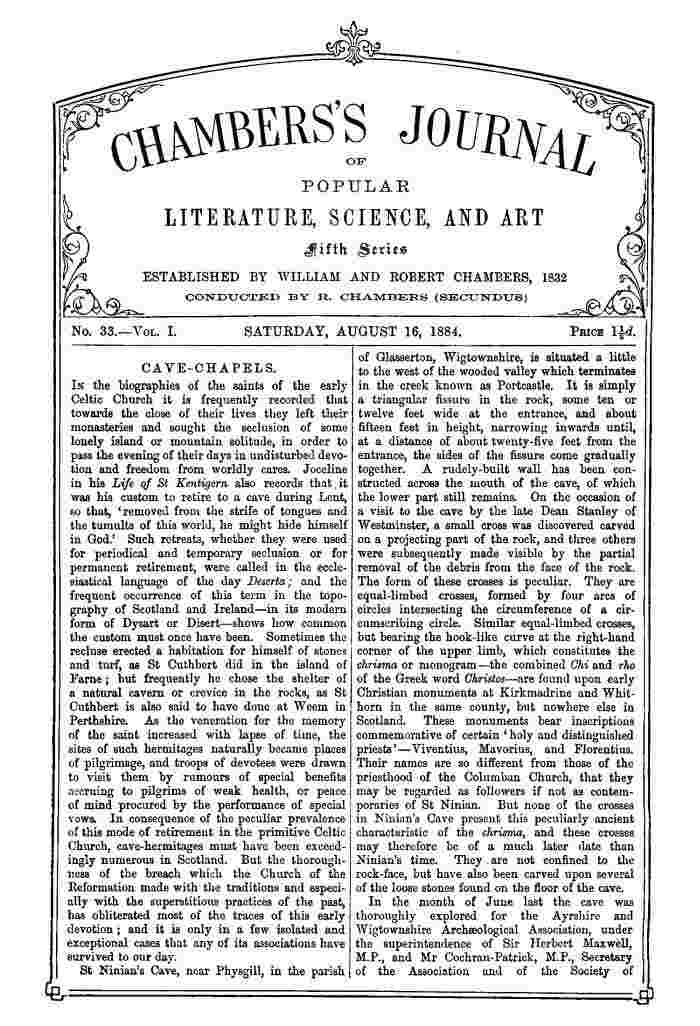 CHAMBERS'S JOURNAL
OF
POPULAR
LITERATURE, SCIENCE, AND ART
Fifth Series
ESTABLISHED BY WILLIAM AND ROBERT CHAMBERS, 1832
CONDUCTED BY R. CHAMBERS (SECUNDUS)
No. 33.—Vol. I.
SATURDAY, AUGUST 16, 1884.
Price 1½d.
CAVE-CHAPELS.
In the biographies of the saints of the early
Celtic Church it is frequently recorded that
towards the close of their lives they left their
monasteries and sought the seclusion of some
lonely island or mountain solitude, in order to
pass the evening of their days in undisturbed devo-
tion and freedom from worldly cares. Joceline
in his Life of St Kentigern also records that it
was his custom to retire to a cave during Lent,
so that, 'removed from the strife of tongues and
the tumults of this world, he might hide himself
in God.' Such retreats, whether they were used
for periodical and temporary seclusion or for
permanent retirement, were called in the eccle-
siastical language of the day Deserta; and the
frequent occurrence of this term in the topo-
graphy of Scotland and Ireland—in its modern
form of Dysart or Disert—shows how common
the custom must once have been. Sometimes the
recluse erected a habitation for himself of stones
and turf, as St Cuthbert did in the island of
Farne; but frequently he chose the shelter of
a natural cavern or crevice in the rocks, as St
Cuthbert is also said to have done at Weem in
Perthshire. As the veneration for the memory
of the saint increased with lapse of time, the
sites of such hermitages naturally became places
of pilgrimage, and troops of devotees were drawn
to visit them by rumours of special benefits
accruing to pilgrims of weak health, or peace
of mind procured by the performance of special
vows. In consequence of the peculiar prevalence
of this mode of retirement in the primitive Celtic
Church, cave-hermitages must have been exceed-
ingly numerous in Scotland. But the thorough-
ness of the breach which the Church of the
Reformation made with the traditions and especi-
ally with the superstitious practices of the past,
has obliterated most of the traces of this early
devotion; and it is only in a few isolated and
exceptional cases that any of its associations have
survived to our day.
St Ninian's Cave, near Physgill, in the parish
of Glasserton, Wigtownshire, is situated a little
to the west of the wooded valley which terminates
in the creek known as Portcastle. It is simply
a triangular fissure in the rock, some ten or
twelve feet wide at the entrance, and about
fifteen feet in height, narrowing inwards until,
at a distance of about twenty-five feet from the
entrance, the sides of the fissure come gradually
together. A rudely-built wall has been con-
structed across the mouth of the cave, of which
the lower part still remains. On the occasion of
a visit to the cave by the late Dean Stanley of
Westminster, a small cross was discovered carved
on a projecting part of the rock, and three others
were subsequently made visible by the partial
removal of the debris from the face of the rock.
The form of these crosses is peculiar. They are
equal-limbed crosses, formed by four arcs of
circles intersecting the circumference of a cir-
cumscribing circle. Similar equal-limbed crosses,
but bearing the hook-like curve at the right-hand
corner of the upper limb, which constitutes the
chrisma or monogram—the combined Chi and rho
of the Greek word Christos—are found upon early
Christian monuments at Kirkmadrine and Whit-
horn in the same county, but nowhere else in
Scotland. These monuments bear inscriptions
commemorative of certain 'holy and distinguished
priests'—Viventius, Mavorius, and Florentius.
Their names are so different from those of the
priesthood of the Columban Church, that they
may be regarded as followers if not as contem-
poraries of St Ninian. But none of the crosses
in Ninian's Cave present this peculiarly ancient
characteristic of the chrisma, and these crosses
may therefore be of a much later date than
Ninian's time. They are not confined to the
rock-face, but have also been carved upon several
of the loose stones found on the floor of the cave.
In the month of June last the cave was
thoroughly explored for the Ayrshire and
Wigtownshire Archæological Association, under
the superintendence of Sir Herbert Maxwell,
M.P., and Mr Cochran-Patrick, M.P., Secretary
of the Association and of the Society of